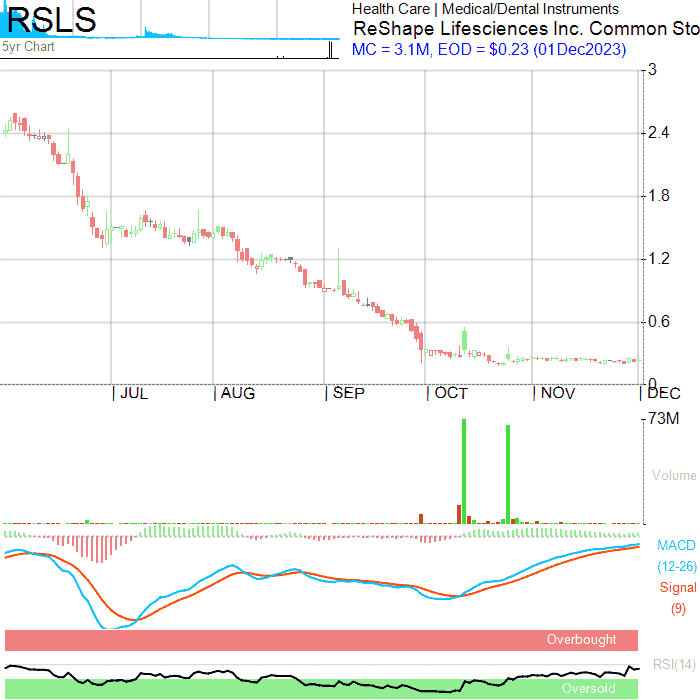 RSLS
5yr Chart
Health Care | Medical/Dental Instruments
ReShape Lifesciences Inc. Common Sto
MC = 3.1M, EOD = $0.23 (01Dec2023)
3
2.4
1.8
1.2
0.6
0
JUL AUG SEP OCT NOV DEC
73M
Volume
MACD
(12-26)
Signal
(9)
Overbought
RSI(14)
Oversold